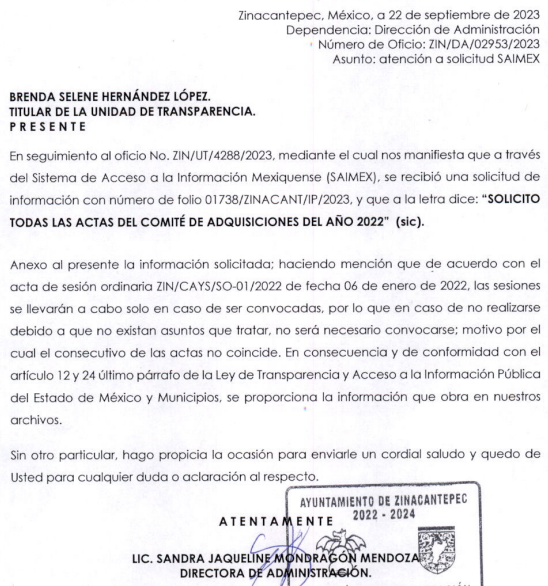 Zinacantepec, México, a 22 de septiembre de 2023
Dependencia: Dirección de Administración
Número de Oficio: ZIN/DA/02953/2023
Asunto: atención a solicitud SAIMEX
BRENDA SELENE HERNÁNDEZ LÓPEZ.
TITULAR DE LA UNIDAD DE TRANSPARENCIA.
P R E S E N T E
En seguimiento al oficio No. ZIN/UT/4288/2023, mediante el cual nos manifiesta que a través
del Sistema de Acceso a la Información Mexiquense (SAIMEX), se recibió una solicitud de
información con número de folio 01738/ZINACANT/IP/2023, y que a la letra dice: "SOLICITO
TODAS LAS ACTAS DEL COMITÉ DE ADQUISICIONES DEL AÑO 2022" (sic).
Anexo al presente la información solicitada; haciendo mención que de acuerdo con el
acta de sesión ordinaria ZIN/CAYS/SO-01/2022 de fecha 06 de enero de 2022, las sesiones
se llevarán a cabo solo en caso de ser convocadas, por lo que en caso de no realizarse
debido a que no existan asuntos que tratar, no será necesario convocarse; motivo por el
cual el consecutivo de las actas no coincide. En consecuencia y de conformidad con el
artículo 12 y 24 último párrafo de la Ley de Transparencia y Acceso a la Información Pública
del Estado de México y Municipios, se proporciona la información que obra en nuestros
archivos.
Sin otro particular, hago propicia la ocasión para enviarle un cordial saludo y quedo de
Usted para cualquier duda o aclaración al respecto.
AYUNTAMIENTO DE ZINACANTEPEC
2022 - 2024
A T E N T A M E N T E
LIC. SANDRA JAQUELINE MONDRAGÓN MENDOZA
DIRECTORA DE ADMINISTRACIÓN.